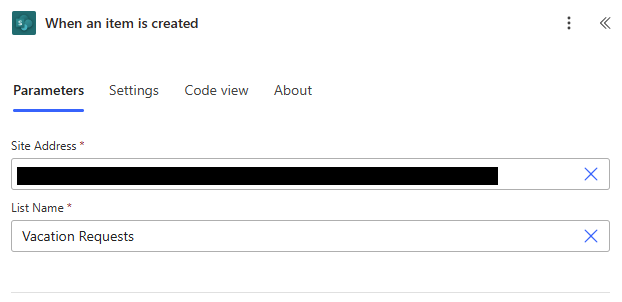 When an item is created
Parameters Settings Code view About
Site Address *
List Name *
Vacation Requests